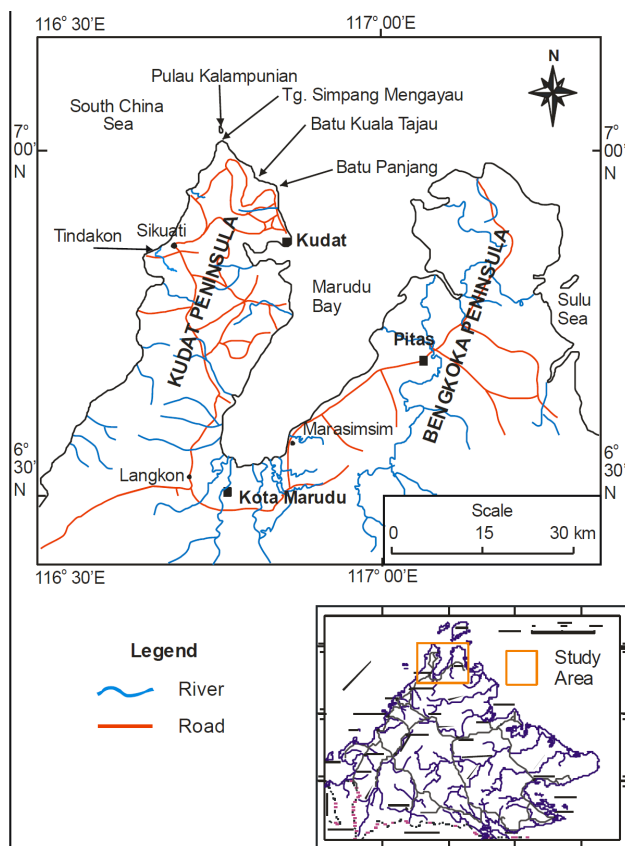 116° 30'E
117° 00'E
N
Pulau Kalampunian
South China
Sea
Tg. Simpang Mengayau
Batu Kuala Tajau
Batu Panjang
7°
00'
N
7°
00'
N
Tindakon
Sikuati
Kudat
KUDAT PENINSULA
Marudu
Bay
Sulu
Sea
BENGKOKA PENINSULA
Pitas
Marasimsim
Langkon
Kota Marudu
6°
30'
N
6°
30'
N
Scale
0 15 30 km
116° 30'E
117° 00'E
Legend
River
Road
Study
Area